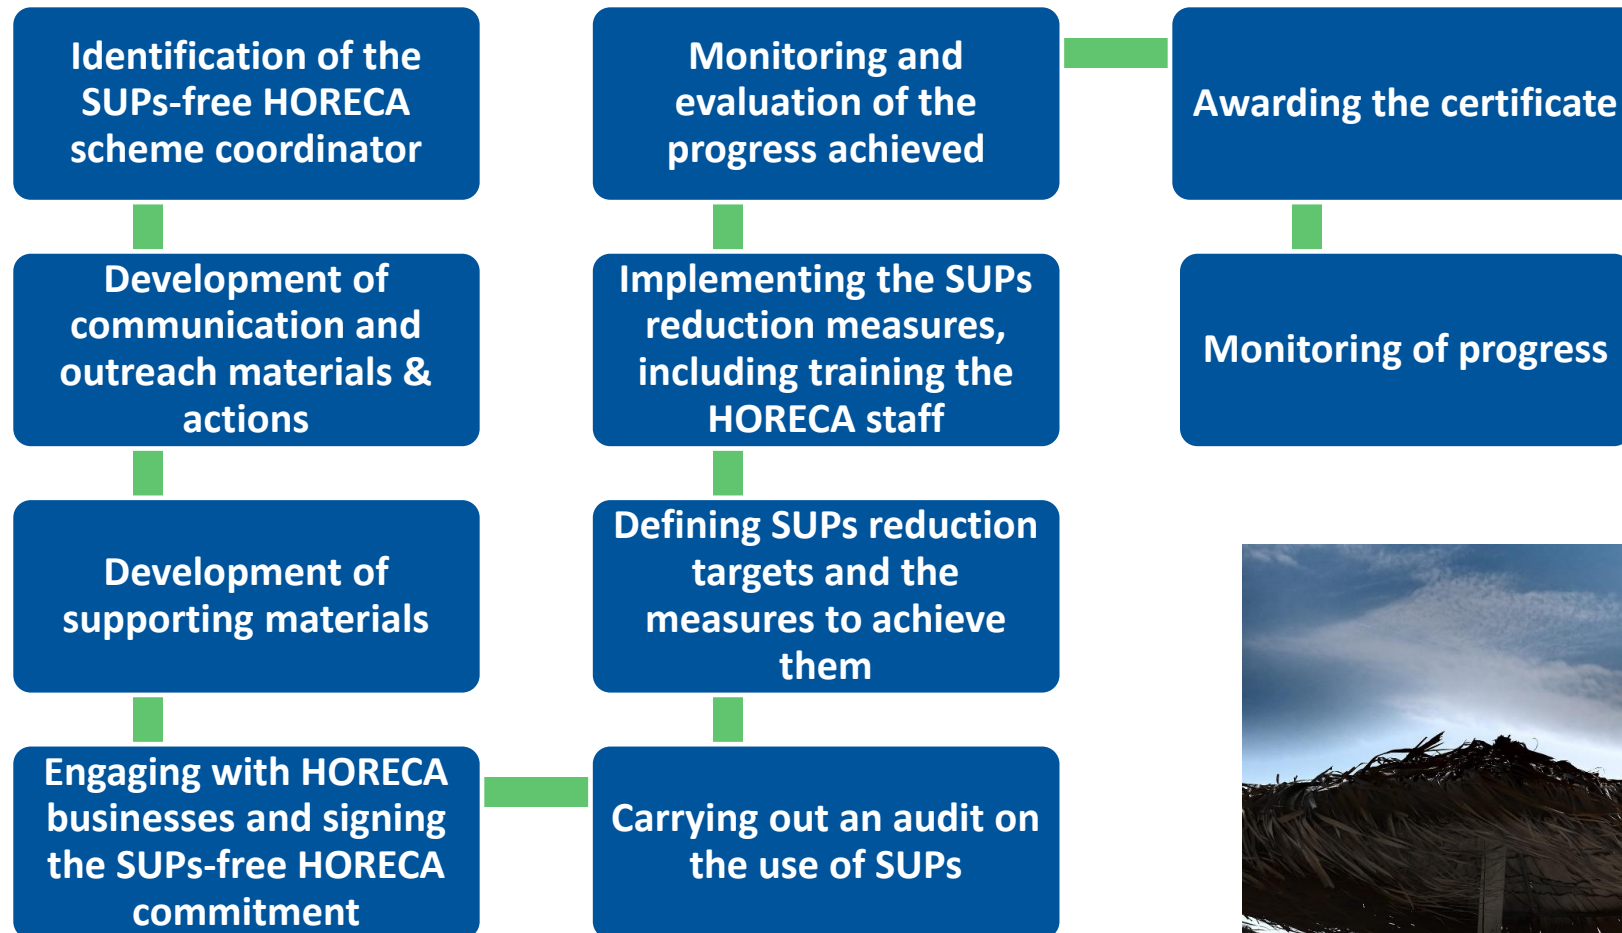 Identification of the
SUPs-free HORECA
scheme coordinator
Development of
communication and
outreach materials &
actions
Development of
supporting materials
Engaging with HORECA
businesses and signing
the SUPs-free HORECA
commitment
Carrying out an audit on
the use of SUPs
Defining SUPs reduction
targets and the
measures to achieve
them
Implementing the SUPs
reduction measures,
including training the
HORECA staff
Monitoring and
evaluation of the
progress achieved
Awarding the certificate
Monitoring of progress